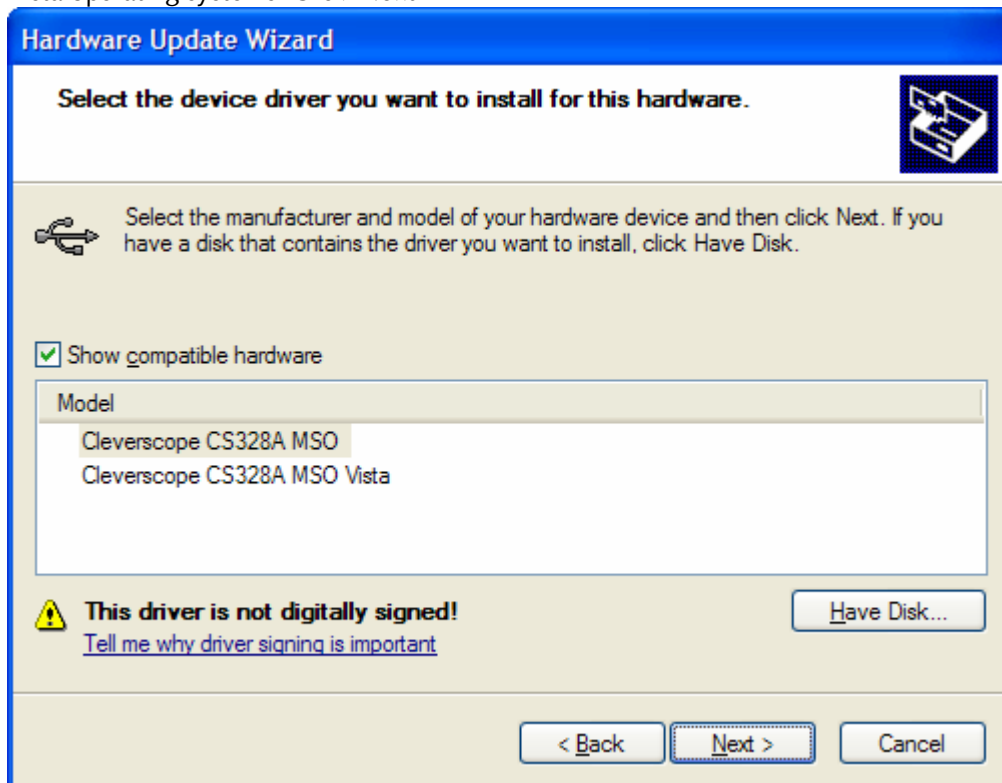 Hardware Update Wizard
Select the device driver you want to install for this hardware.
Select the manufacturer and model of your hardware device and then click Next. If you
have a disk that contains the driver you want to install, click Have Disk.
Show compatible hardware
Model
Cleverscope CS328A MSO
Cleverscope CS328A MSO Vista
This driver is not digitally signed!
Have Disk...
Tell me why driver signing is important
< Back
Next >
Cancel